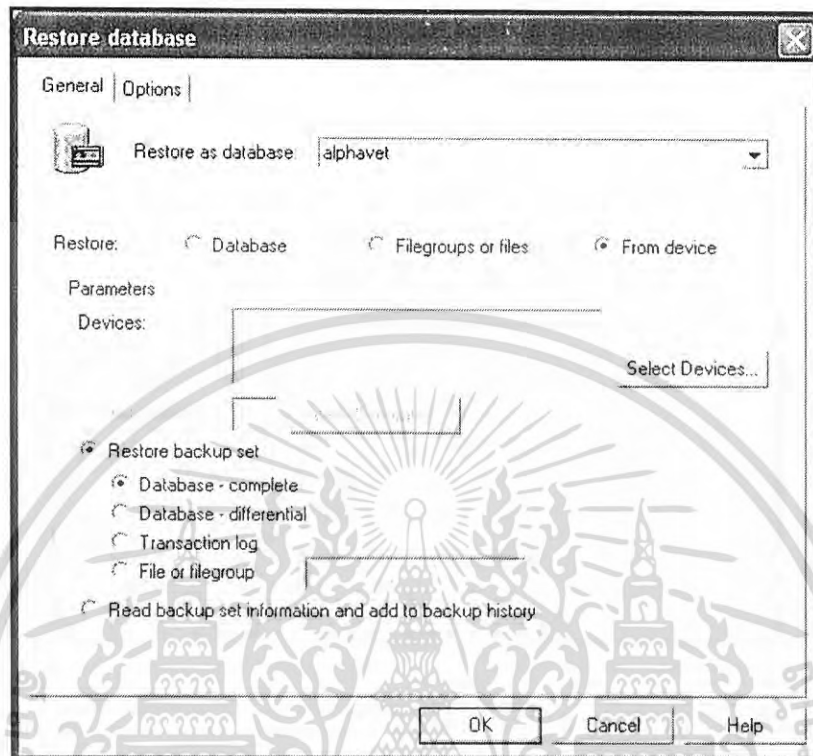 Restore database
General Options
Restore as database: alphavet
Restore: Database Filegroups or files From device
Parameters
Devices:
Select Devices...
Restore backup set
Database - complete
Database - differential
Transaction log
File or filegroup
Read backup set information and add to backup history
OK Cancel Help